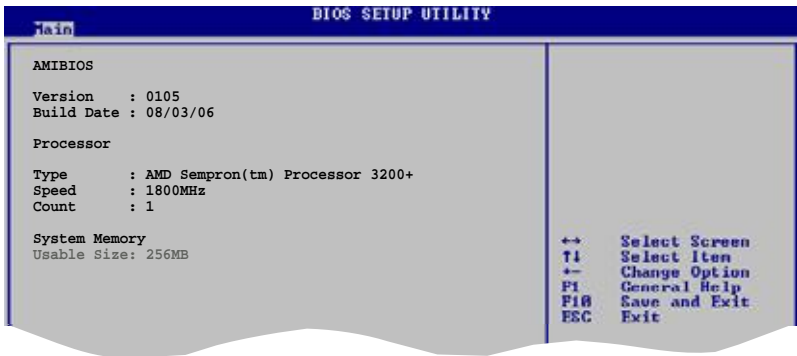 BIOS SETUP UTILITY
Main
AMIBIOS
Version : 0105
Build Date : 08/03/06
Processor
Type : AMD Sempron(tm) Processor 3200+
Speed : 1800MHz
Count : 1
System Memory
Usable Size: 256MB
↔ Select Screen
↑↓ Select Item
+- Change Option
F1 General Help
F10 Save and Exit
ESC Exit